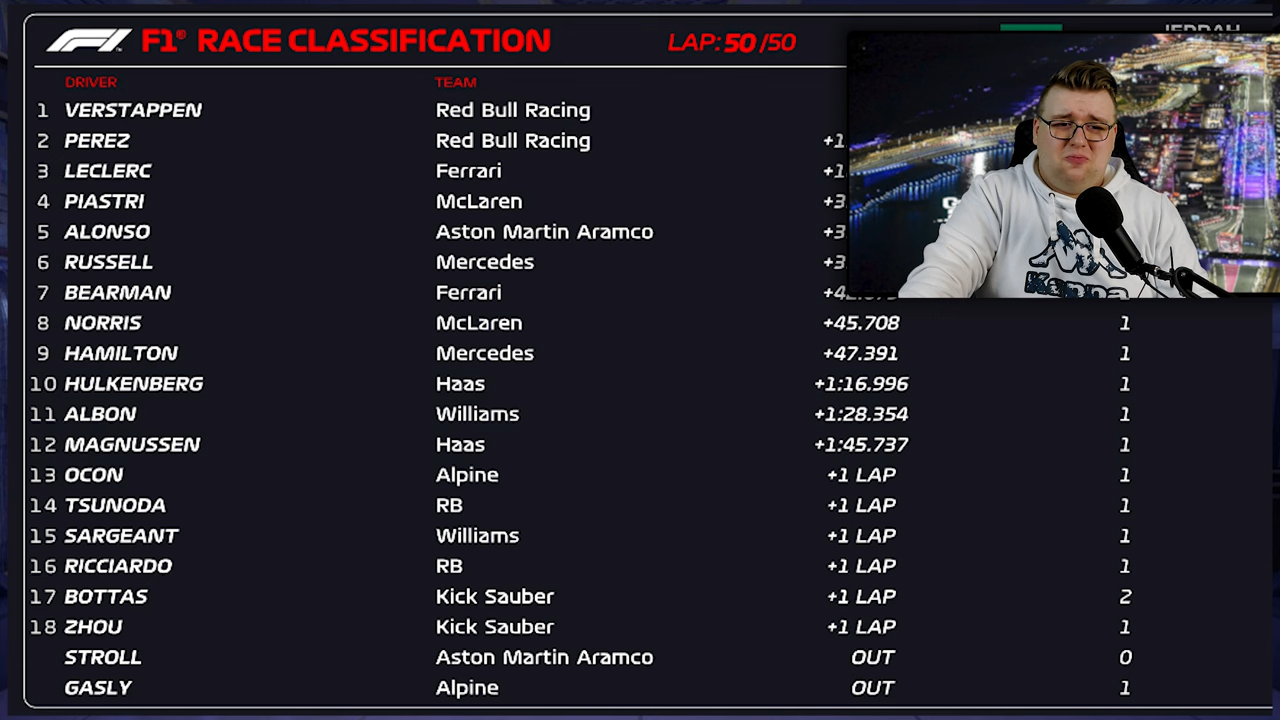 F1® RACE CLASSIFICATION LAP: 50/50
DRIVER TEAM
1 VERSTAPPEN Red Bull Racing
2 PEREZ Red Bull Racing
3 LECLERC Ferrari
4 PIASTRI McLaren
5 ALONSO Aston Martin Aramco
6 RUSSELL Mercedes
7 BEARMAN Ferrari
8 NORRIS McLaren +45.708 1
9 HAMILTON Mercedes +47.391 1
10 HULKENBERG Haas +1:16.996 1
11 ALBON Williams +1:28.354 1
12 MAGNUSSEN Haas +1:45.737 1
13 OCON Alpine +1 LAP 1
14 TSUNODA RB +1 LAP 1
15 SARGEANT Williams +1 LAP 1
16 RICCIARDO RB +1 LAP 1
17 BOTTAS Kick Sauber +1 LAP 2
18 ZHOU Kick Sauber +1 LAP 1
STROLL Aston Martin Aramco OUT 0
GASLY Alpine OUT 1
Kappa